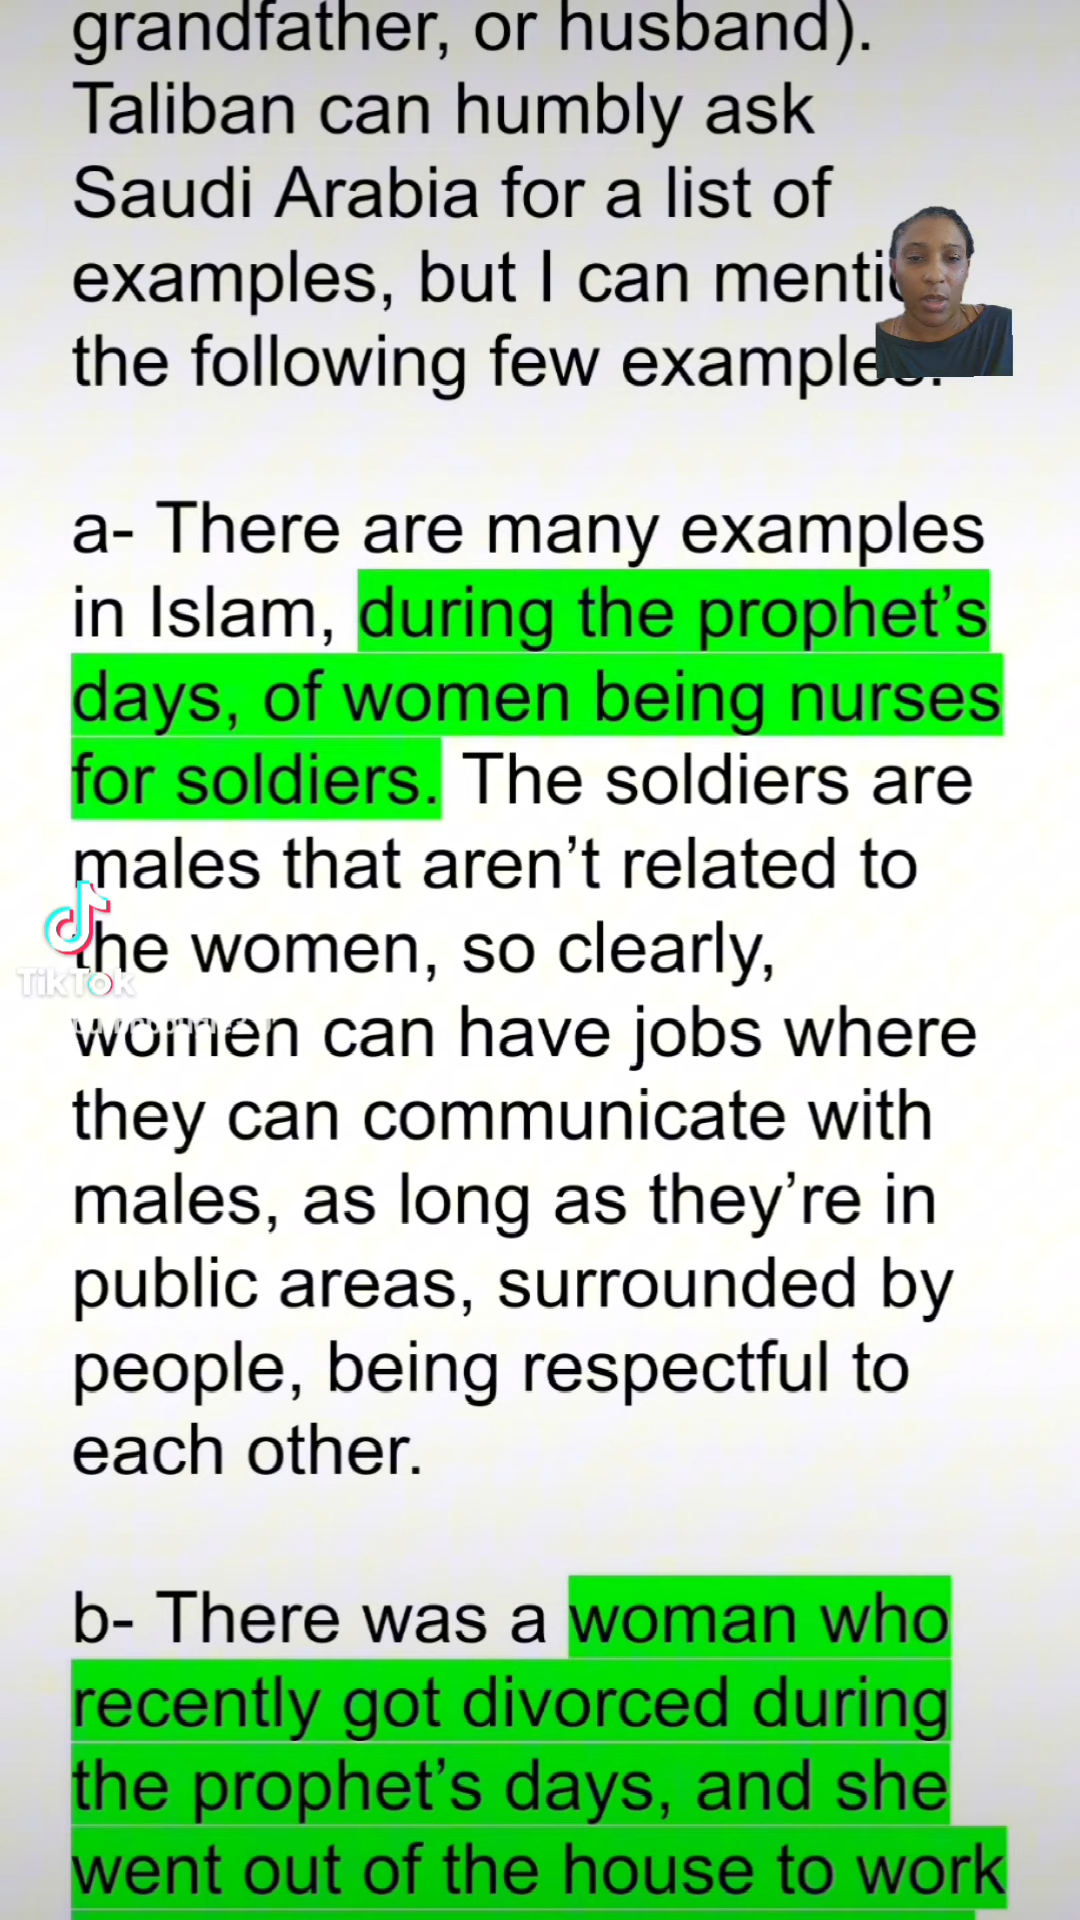 grandfather, or husband).
Taliban can humbly ask
Saudi Arabia for a list of
examples, but I can
the following few
a- There are many examples
in Islam, during the prophet’s
days, of women being nurses
for soldiers. The soldiers are
males that aren’t related to
the women, so clearly,
TikTok
women can have jobs where
they can communicate with
males, as long as they’re in
public areas, surrounded by
people, being respectful to
each other.
b- There was a woman who
recently got divorced during
the prophet’s days, and she
went out of the house to work